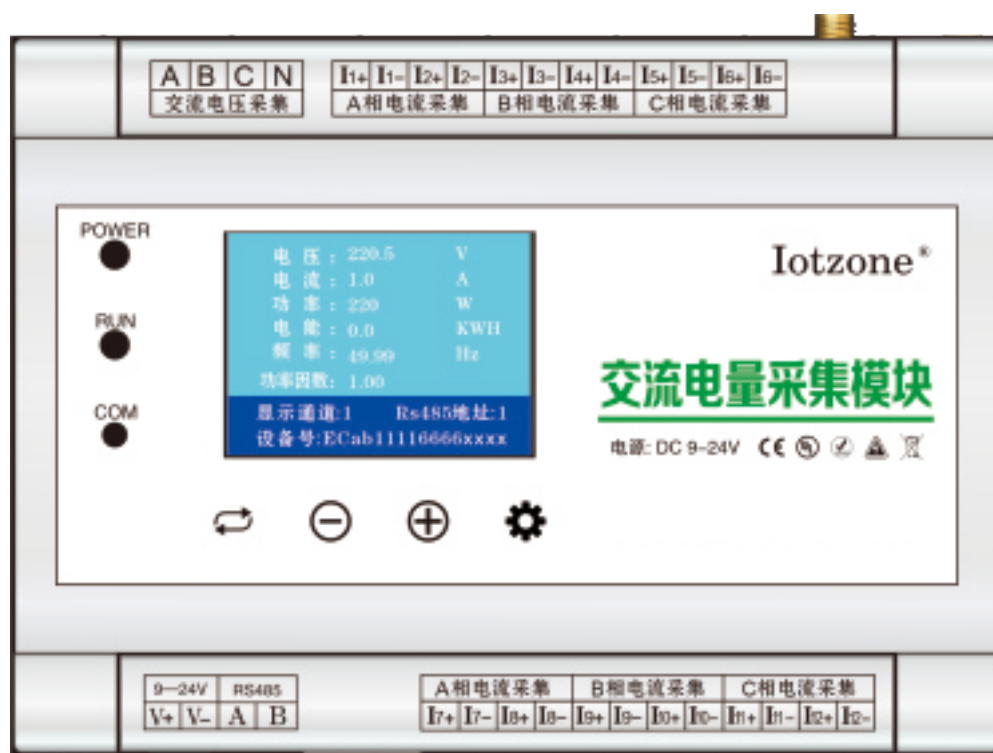 A B C N
交流电压采集
I1+ I1- I2+ I2- I3+ I3- I4+ I4- I5+ I5- I6+ I6-
A相电流采集 B相电流采集 C相电流采集
POWER
RUN
COM
电 压：220.5 V
电 流：1.0 A
功 率：220 W
电 能：0.0 KWH
频 率：49.99 Hz
功率因数：1.00
显示通道:1 Rs485地址:1
设备号:ECab11116666xxxx
Iotzone®
交流电量采集模块
电源: DC 9-24V CE
9—24V RS485
V+ V- A B
A相电流采集 B相电流采集 C相电流采集
I7+ I7- I8+ I8- I9+ I9- I10+ I10- I11+ I11- I12+ I12-